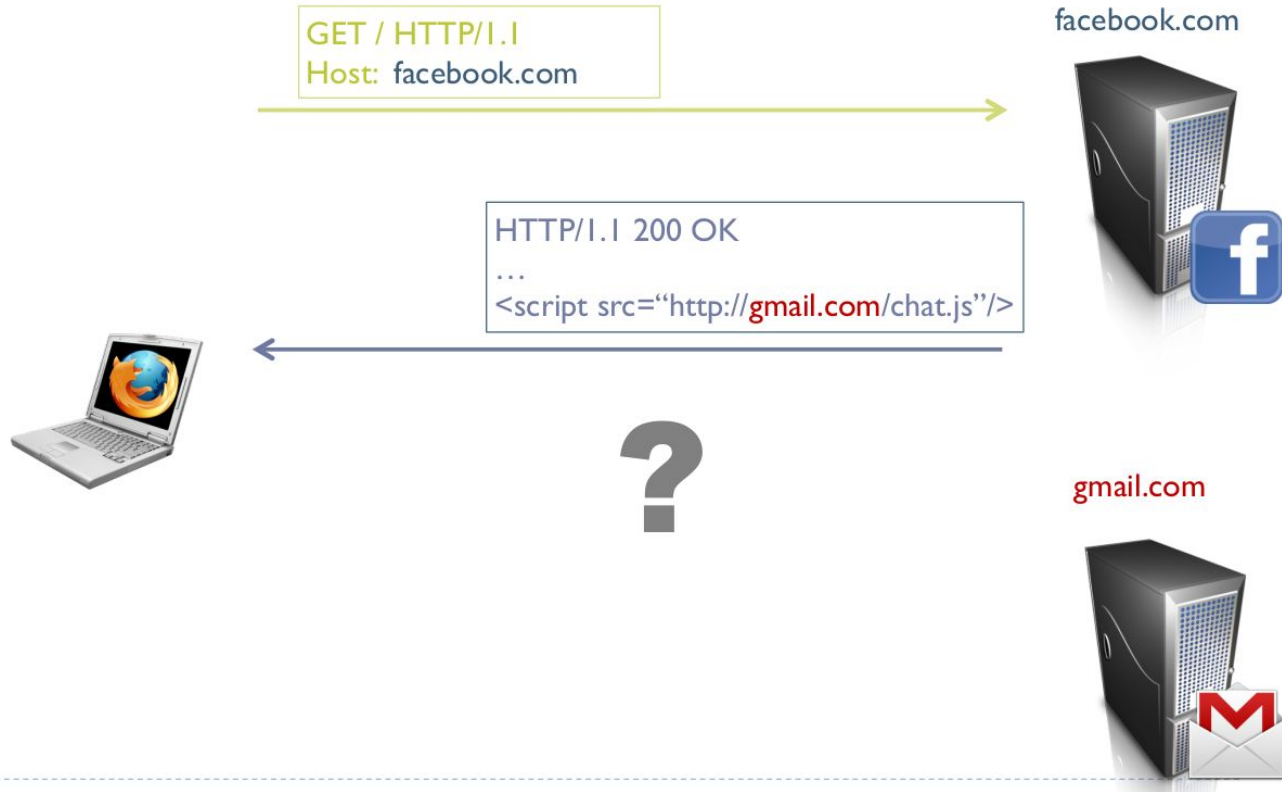 facebook.com
GET / HTTP/1.1
Host: facebook.com
HTTP/1.1 200 OK
…
<script src=“http://gmail.com/chat.js”/>
?
gmail.com